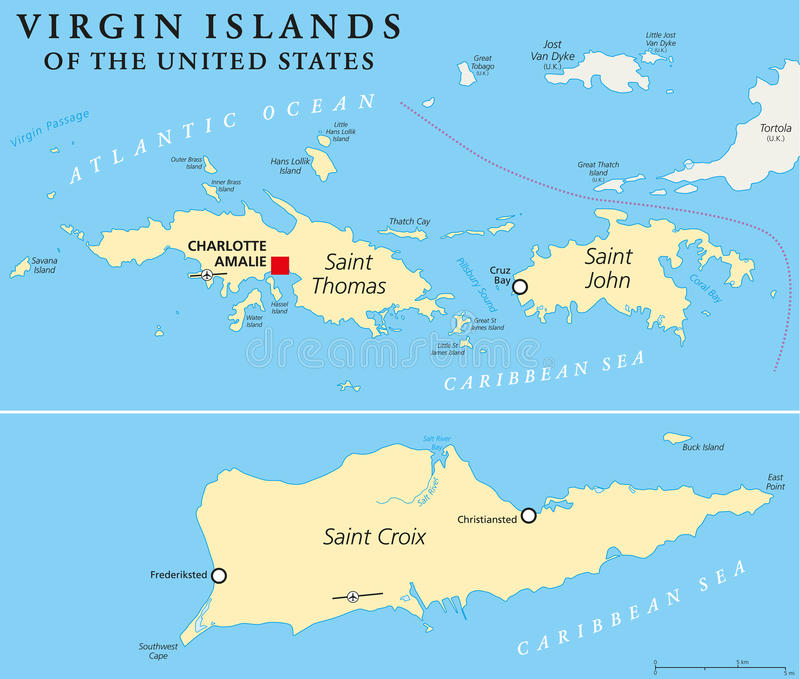 VIRGIN ISLANDS
OF THE UNITED STATES
Great
Tobago
(U.K.)
Jost
Van Dyke
(U.K.)
Little Jost
Van Dyke
(U.K.)
Virgin Passage
ATLANTIC OCEAN
Tortola
(U.K.)
Little
Hans Lollik
Island
Hans Lollik
Island
Outer Brass
Island
Inner Brass
Island
Great Thatch
Island
(U.K.)
Thatch Cay
Savana
Island
CHARLOTTE
AMALIE
Saint
Thomas
Pillsbury Sound
Cruz
Bay
Saint
John
Coral Bay
Hassel
Island
Water
Island
Great St
James Island
Little St
James Island
dreamstime
CARIBBEAN SEA
Salt River
Bay
Salt River
Buck Island
East
Point
Christiansted
Saint Croix
Frederiksted
Southwest
Cape
CARIBBEAN SEA
0 5 km
0 5 mi